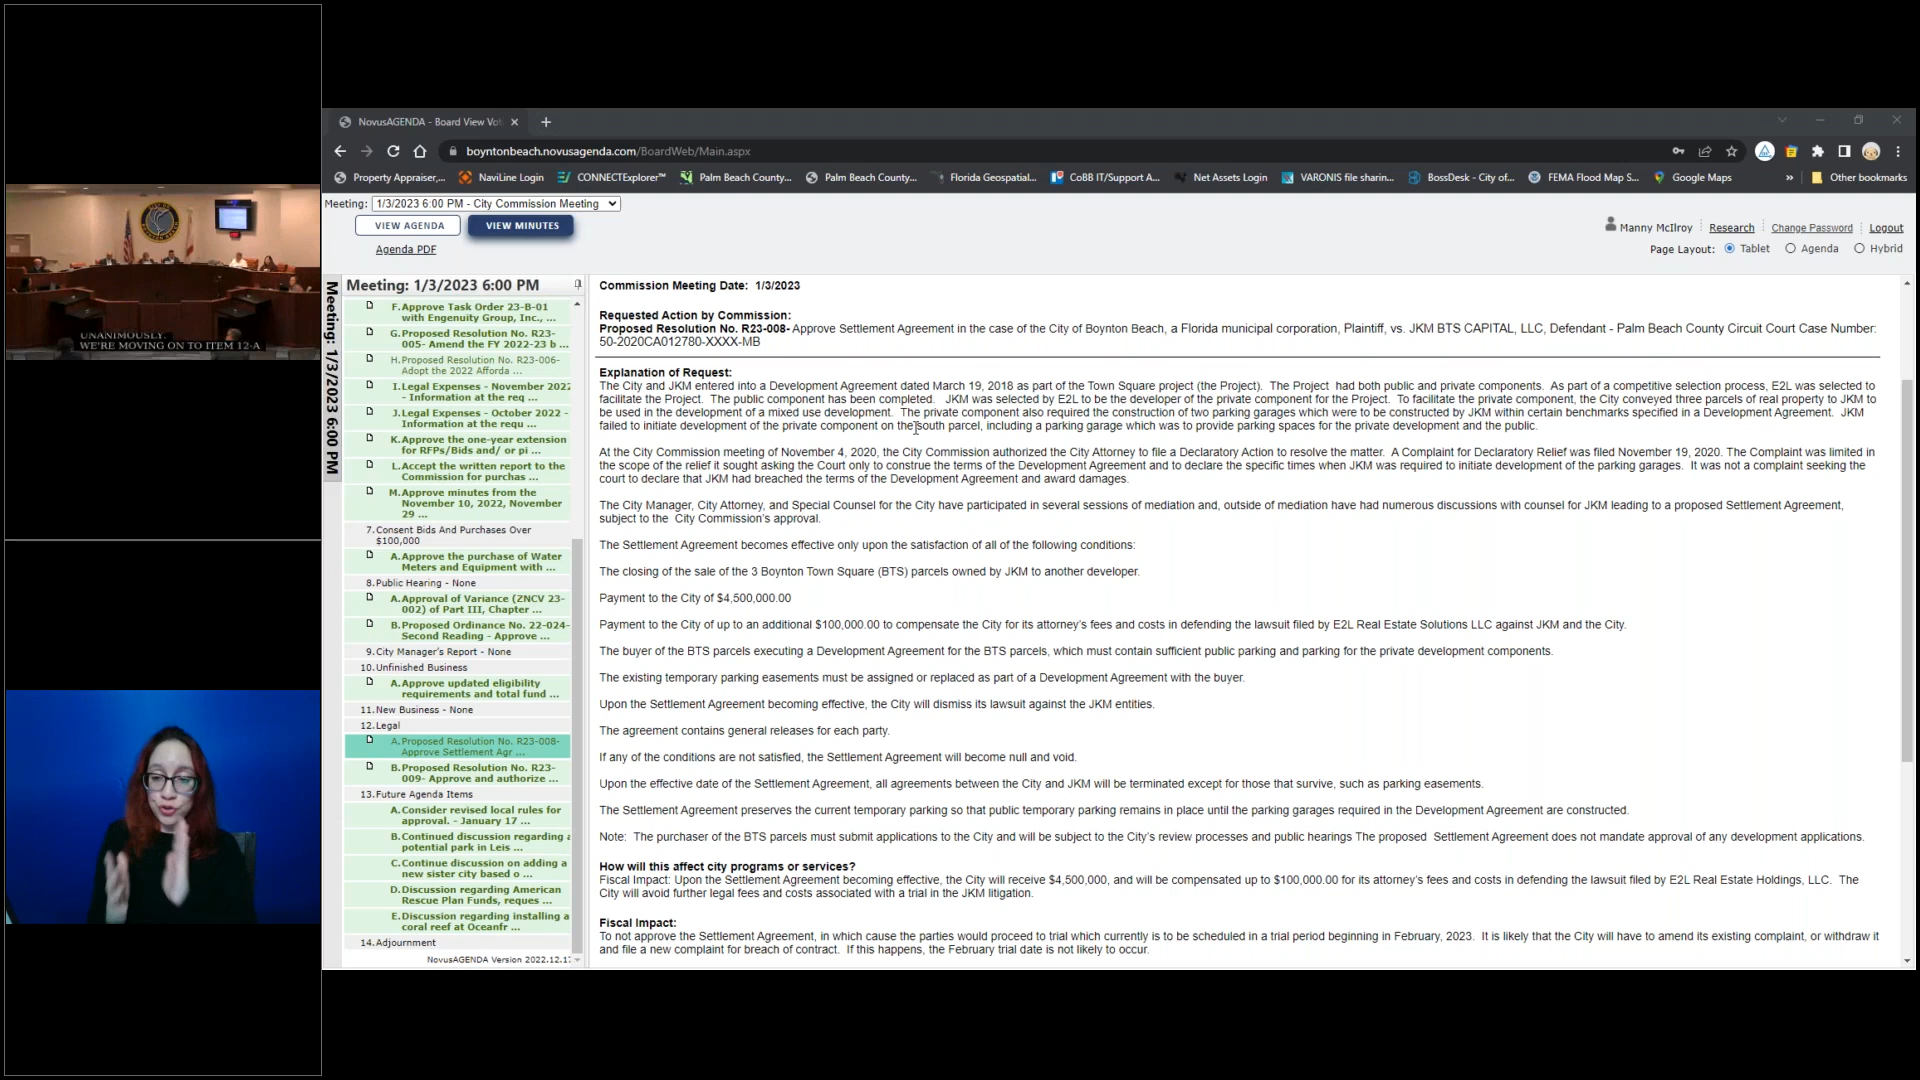 UNANIMOUSLY.
WE'RE MOVING ON TO ITEM 12-A
NovusAGENDA - Board View Vot
boyntonbeach.novusagenda.com/BoardWeb/Main.aspx
Property Appraiser,... NaviLine Login CONNECTExplorer™ Palm Beach County... Palm Beach County... Florida Geospatial... CoBB IT/Support A... Net Assets Login VARONIS file sharin... BossDesk - City of... FEMA Flood Map S... Google Maps » Other bookmarks
Meeting: 1/3/2023 6:00 PM - City Commission Meeting
VIEW AGENDA VIEW MINUTES
Agenda PDF
Manny McIlroy Research Change Password Logout
Page Layout: Tablet Agenda Hybrid
Meeting: 1/3/2023 6:00 PM
Meeting: 1/3/2023 6:00 PM
F. Approve Task Order 23-B-01
with Engenuity Group, Inc., ...
G. Proposed Resolution No. R23-
005- Amend the FY 2022-23 b ...
H. Proposed Resolution No. R23-006-
Adopt the 2022 Afforda ...
I. Legal Expenses - November 2022
- Information at the req ...
J. Legal Expenses - October 2022 -
Information at the requ ...
K. Approve the one-year extension
for RFPs/Bids and/ or pi ...
L. Accept the written report to the
Commission for purchas ...
M. Approve minutes from the
November 10, 2022, November
29 ...
7. Consent Bids And Purchases Over
$100,000
A. Approve the purchase of Water
Meters and Equipment with ...
8. Public Hearing - None
A. Approval of Variance (ZNCV 23-
002) of Part III, Chapter ...
B. Proposed Ordinance No. 22-024-
Second Reading - Approve ...
9. City Manager's Report - None
10. Unfinished Business
A. Approve updated eligibility
requirements and total fund ...
11. New Business - None
12. Legal
A. Proposed Resolution No. R23-008-
Approve Settlement Agr ...
B. Proposed Resolution No. R23-
009- Approve and authorize ...
13. Future Agenda Items
A. Consider revised local rules for
approval. - January 17 ...
B. Continued discussion regarding a
potential park in Leis ...
C. Continue discussion on adding a
new sister city based o ...
D. Discussion regarding American
Rescue Plan Funds, reques ...
E. Discussion regarding installing a
coral reef at Oceanfr ...
14. Adjournment
NovusAGENDA Version 2022.12.1
Commission Meeting Date: 1/3/2023
Requested Action by Commission:
Proposed Resolution No. R23-008- Approve Settlement Agreement in the case of the City of Boynton Beach, a Florida municipal corporation, Plaintiff, vs. JKM BTS CAPITAL, LLC, Defendant - Palm Beach County Circuit Court Case Number:
50-2020CA012780-XXXX-MB
Explanation of Request:
The City and JKM entered into a Development Agreement dated March 19, 2018 as part of the Town Square project (the Project). The Project had both public and private components. As part of a competitive selection process, E2L was selected to
facilitate the Project. The public component has been completed. JKM was selected by E2L to be the developer of the private component for the Project. To facilitate the private component, the City conveyed three parcels of real property to JKM to
be used in the development of a mixed use development. The private component also required the construction of two parking garages which were to be constructed by JKM within certain benchmarks specified in a Development Agreement. JKM
failed to initiate development of the private component on the south parcel, including a parking garage which was to provide parking spaces for the private development and the public.
At the City Commission meeting of November 4, 2020, the City Commission authorized the City Attorney to file a Declaratory Action to resolve the matter. A Complaint for Declaratory Relief was filed November 19, 2020. The Complaint was limited in
the scope of the relief it sought asking the Court only to construe the terms of the Development Agreement and to declare the specific times when JKM was required to initiate development of the parking garages. It was not a complaint seeking the
court to declare that JKM had breached the terms of the Development Agreement and award damages.
The City Manager, City Attorney, and Special Counsel for the City have participated in several sessions of mediation and, outside of mediation have had numerous discussions with counsel for JKM leading to a proposed Settlement Agreement,
subject to the City Commission's approval.
The Settlement Agreement becomes effective only upon the satisfaction of all of the following conditions:
The closing of the sale of the 3 Boynton Town Square (BTS) parcels owned by JKM to another developer.
Payment to the City of $4,500,000.00
Payment to the City of up to an additional $100,000.00 to compensate the City for its attorney's fees and costs in defending the lawsuit filed by E2L Real Estate Solutions LLC against JKM and the City.
The buyer of the BTS parcels executing a Development Agreement for the BTS parcels, which must contain sufficient public parking and parking for the private development components.
The existing temporary parking easements must be assigned or replaced as part of a Development Agreement with the buyer.
Upon the Settlement Agreement becoming effective, the City will dismiss its lawsuit against the JKM entities.
The agreement contains general releases for each party.
If any of the conditions are not satisfied, the Settlement Agreement will become null and void.
Upon the effective date of the Settlement Agreement, all agreements between the City and JKM will be terminated except for those that survive, such as parking easements.
The Settlement Agreement preserves the current temporary parking so that public temporary parking remains in place until the parking garages required in the Development Agreement are constructed.
Note: The purchaser of the BTS parcels must submit applications to the City and will be subject to the City's review processes and public hearings The proposed Settlement Agreement does not mandate approval of any development applications.
How will this affect city programs or services?
Fiscal Impact: Upon the Settlement Agreement becoming effective, the City will receive $4,500,000, and will be compensated up to $100,000.00 for its attorney's fees and costs in defending the lawsuit filed by E2L Real Estate Holdings, LLC. The
City will avoid further legal fees and costs associated with a trial in the JKM litigation.
Fiscal Impact:
To not approve the Settlement Agreement, in which cause the parties would proceed to trial which currently is to be scheduled in a trial period beginning in February, 2023. It is likely that the City will have to amend its existing complaint, or withdraw it
and file a new complaint for breach of contract. If this happens, the February trial date is not likely to occur.